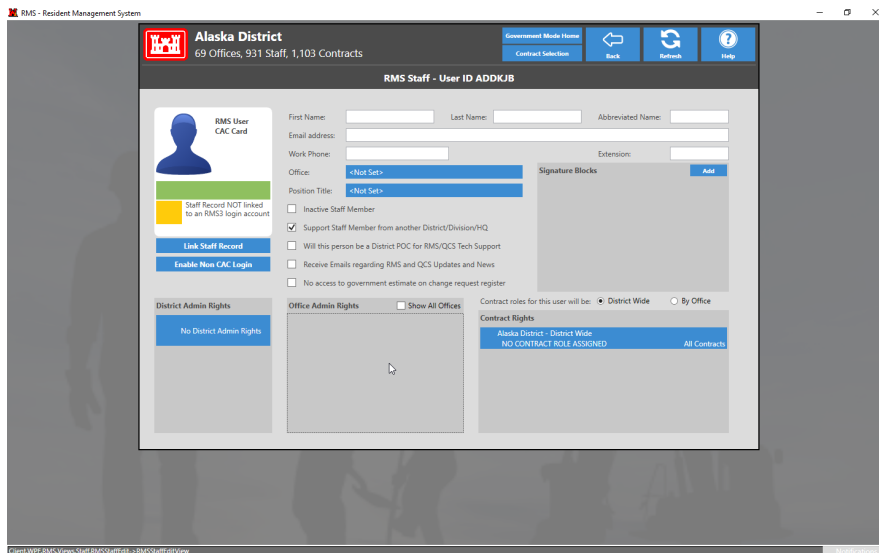 RMS - Resident Management System
Alaska District
69 Offices, 931 Staff, 1,103 Contracts
Government Mode Home
Contract Selection
Back
Refresh
Help
RMS Staff - User ID ADDKJB
RMS User
CAC Card
First Name:
Last Name:
Abbreviated Name:
Email address:
Work Phone:
Extension:
Office:
<Not Set>
Signature Blocks
Add
Position Title:
<Not Set>
Staff Record NOT linked
to an RMS3 login account
Inactive Staff Member
Support Staff Member from another District/Division/HQ
Link Staff Record
Will this person be a District POC for RMS/QCS Tech Support
Enable Non CAC Login
Receive Emails regarding RMS and QCS Updates and News
No access to government estimate on change request register
District Admin Rights
Office Admin Rights
Show All Offices
Contract roles for this user will be:
District Wide
By Office
Contract Rights
No District Admin Rights
Alaska District - District Wide
NO CONTRACT ROLE ASSIGNED
All Contracts
Client.WPF.RMS.Views.Staff.RMSStaffEdit->RMSStaffEditView
Notifications